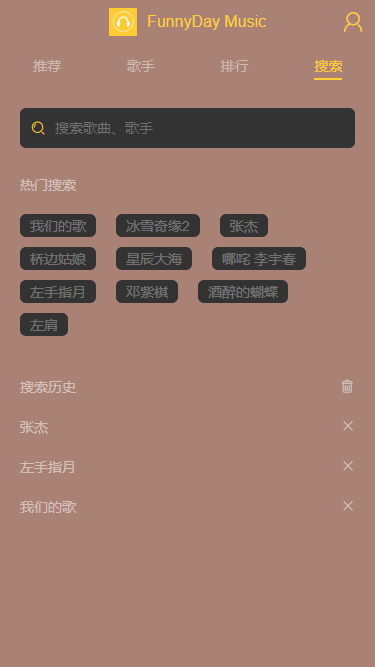 FunnyDay Music
推荐 歌手 排行 搜索
搜索歌曲、歌手
热门搜索
我们的歌 冰雪奇缘2 张杰
桥边姑娘 星辰大海 哪咤 李宇春
左手指月 邓紫棋 酒醉的蝴蝶
左肩
搜索历史
张杰
左手指月
我们的歌